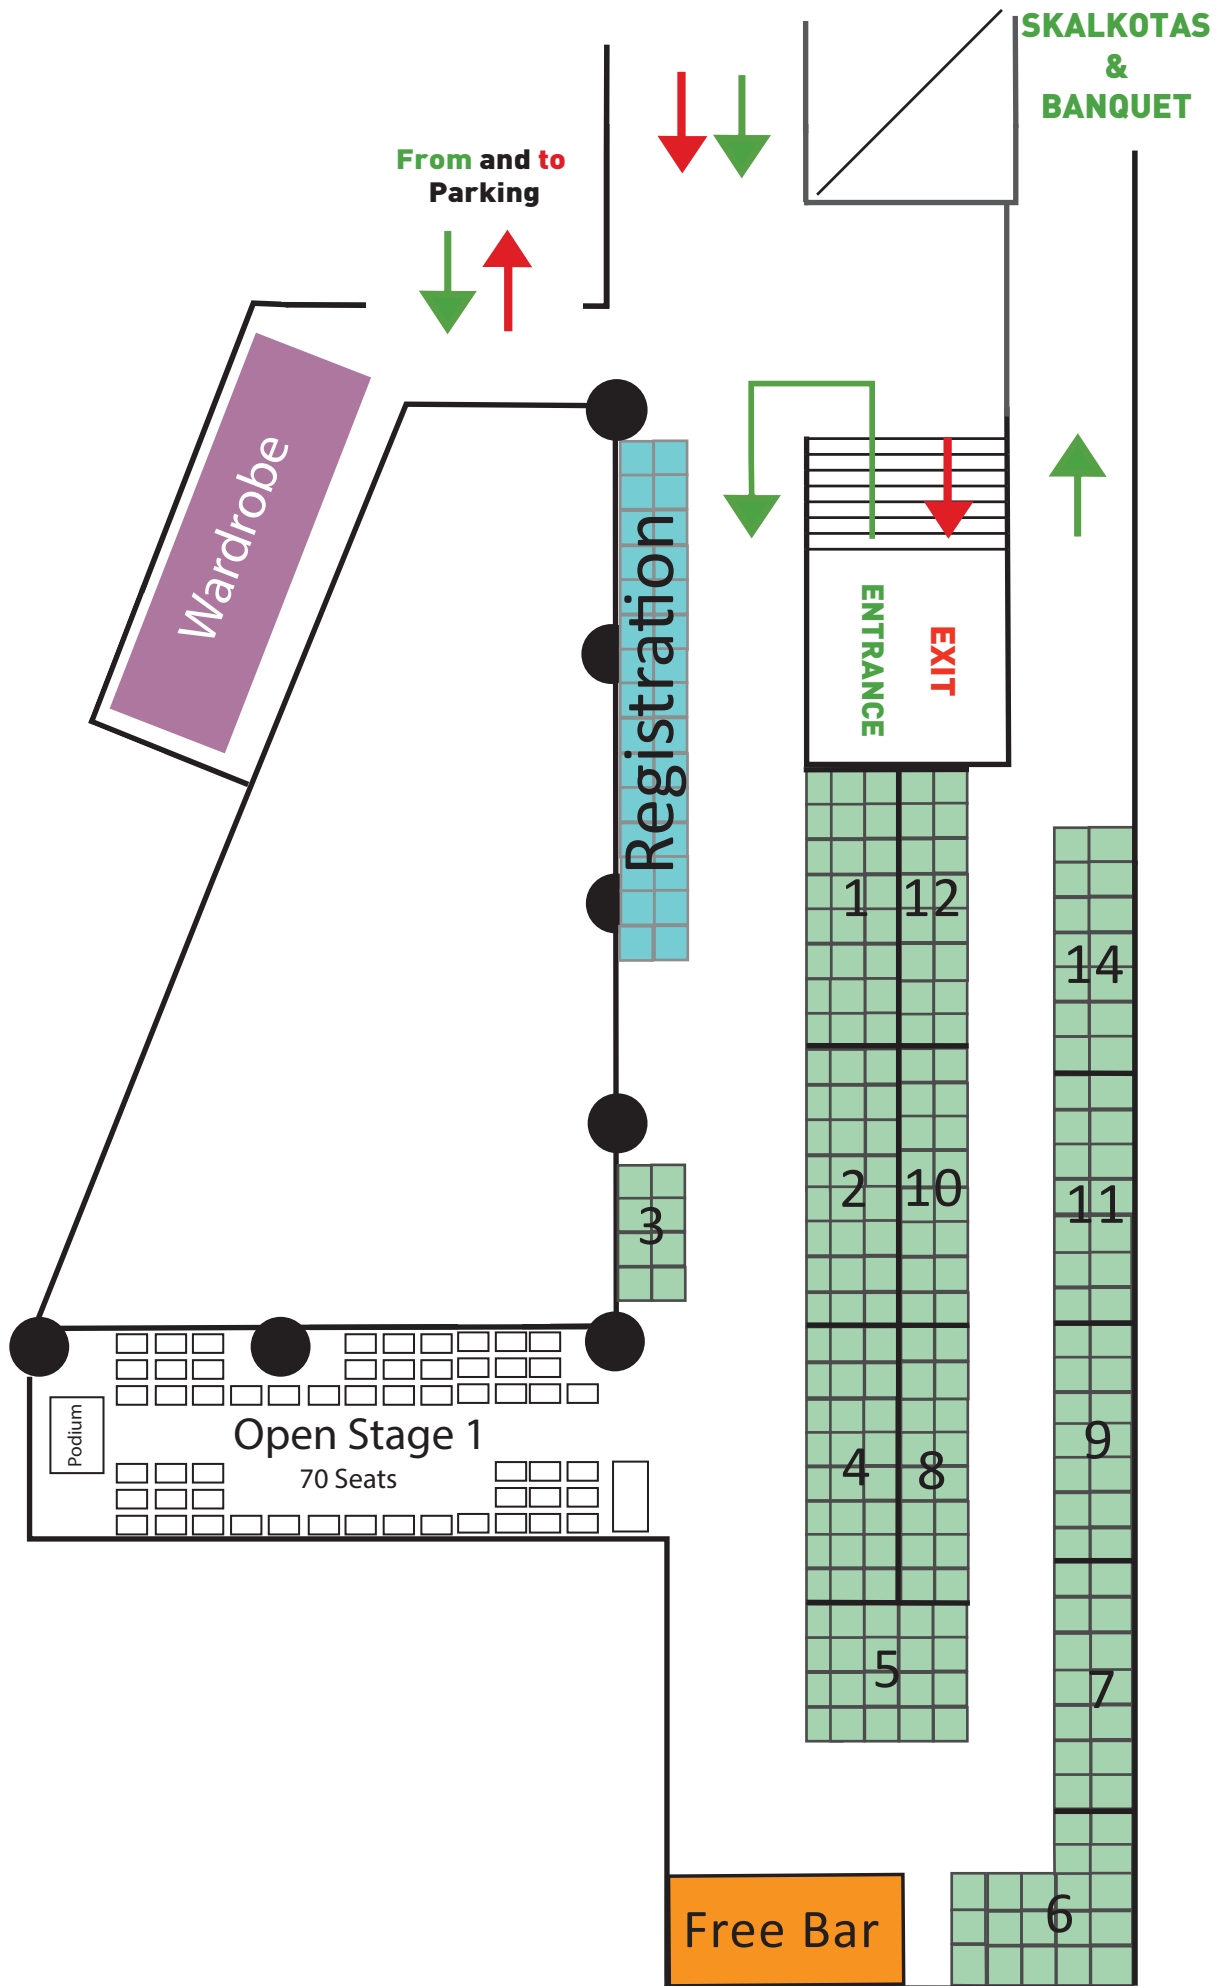 SKALKOTAS
&
BANQUET
From and to
Parking
Wardrobe
Registration
ENTRANCE
EXIT
1
12
14
2
10
11
3
Podium
Open Stage 1
70 Seats
4
8
9
5
7
6
Free Bar